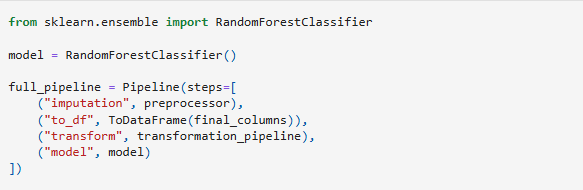 from sklearn.ensemble import RandomForestClassifier
model = RandomForestClassifier()
full_pipeline = Pipeline(steps=[
    ("imputation", preprocessor),
    ("to_df", ToDataFrame(final_columns)),
    ("transform", transformation_pipeline),
    ("model", model)
])